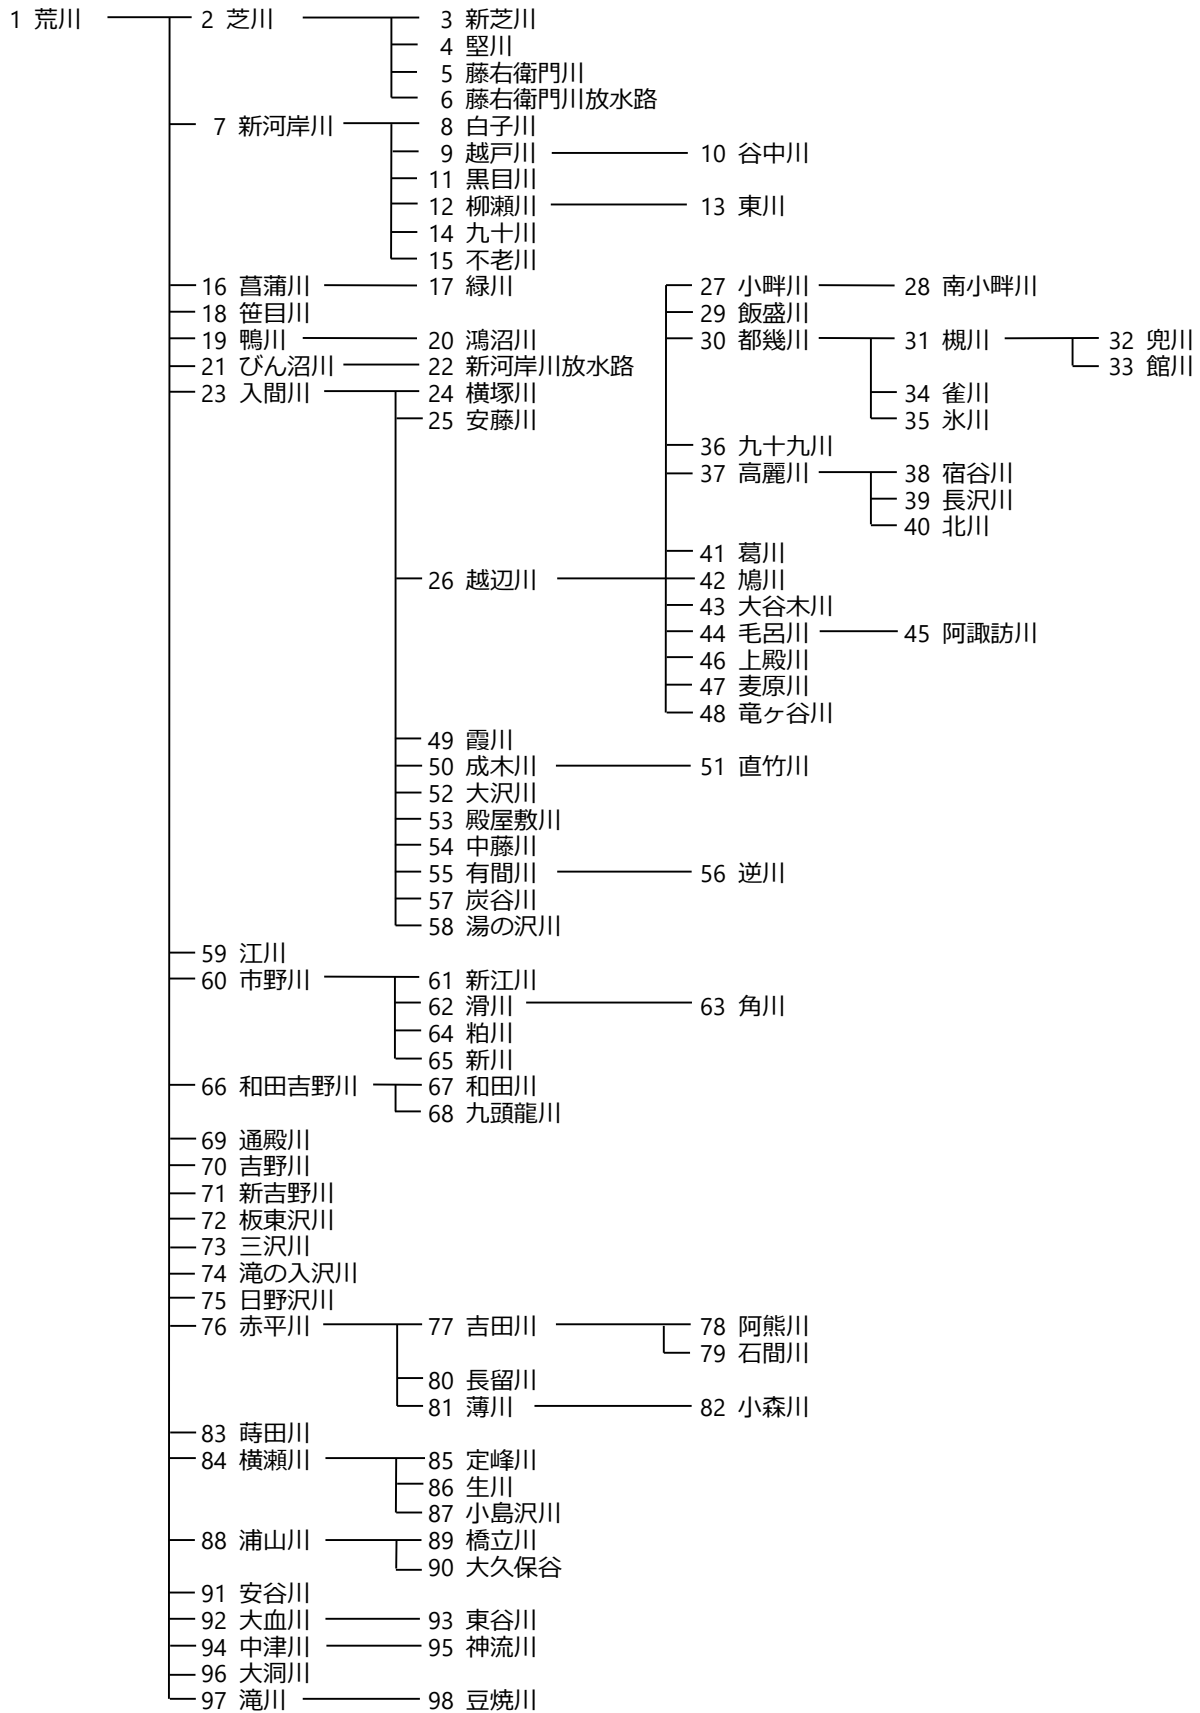 1 荒川 2 芝川 3 新芝川
4 堅川
5 藤右衛門川
6 藤右衛門川放水路
7 新河岸川 8 白子川
9 越戸川 10 谷中川
11 黒目川
12 柳瀬川 13 東川
14 九十川
15 不老川
16 菖蒲川 17 緑川 27 小畔川 28 南小畔川
18 笹目川 29 飯盛川
19 鴨川 20 鴻沼川 30 都幾川 31 槻川 32 兜川
21 びん沼川 22 新河岸川放水路 33 館川
23 入間川 24 横塚川 34 雀川
25 安藤川 35 氷川
36 九十九川
37 高麗川 38 宿谷川
39 長沢川
40 北川
41 葛川
26 越辺川 42 鳩川
43 大谷木川
44 毛呂川 45 阿諏訪川
46 上殿川
47 麦原川
48 竜ヶ谷川
49 霞川
50 成木川 51 直竹川
52 大沢川
53 殿屋敷川
54 中藤川
55 有間川 56 逆川
57 炭谷川
58 湯の沢川
59 江川
60 市野川 61 新江川
62 滑川 63 角川
64 粕川
65 新川
66 和田吉野川 67 和田川
68 九頭龍川
69 通殿川
70 吉野川
71 新吉野川
72 板東沢川
73 三沢川
74 滝の入沢川
75 日野沢川
76 赤平川 77 吉田川 78 阿熊川
79 石間川
80 長留川
81 薄川 82 小森川
83 蒔田川
84 横瀬川 85 定峰川
86 生川
87 小島沢川
88 浦山川 89 橋立川
90 大久保谷
91 安谷川
92 大血川 93 東谷川
94 中津川 95 神流川
96 大洞川
97 滝川 98 豆焼川